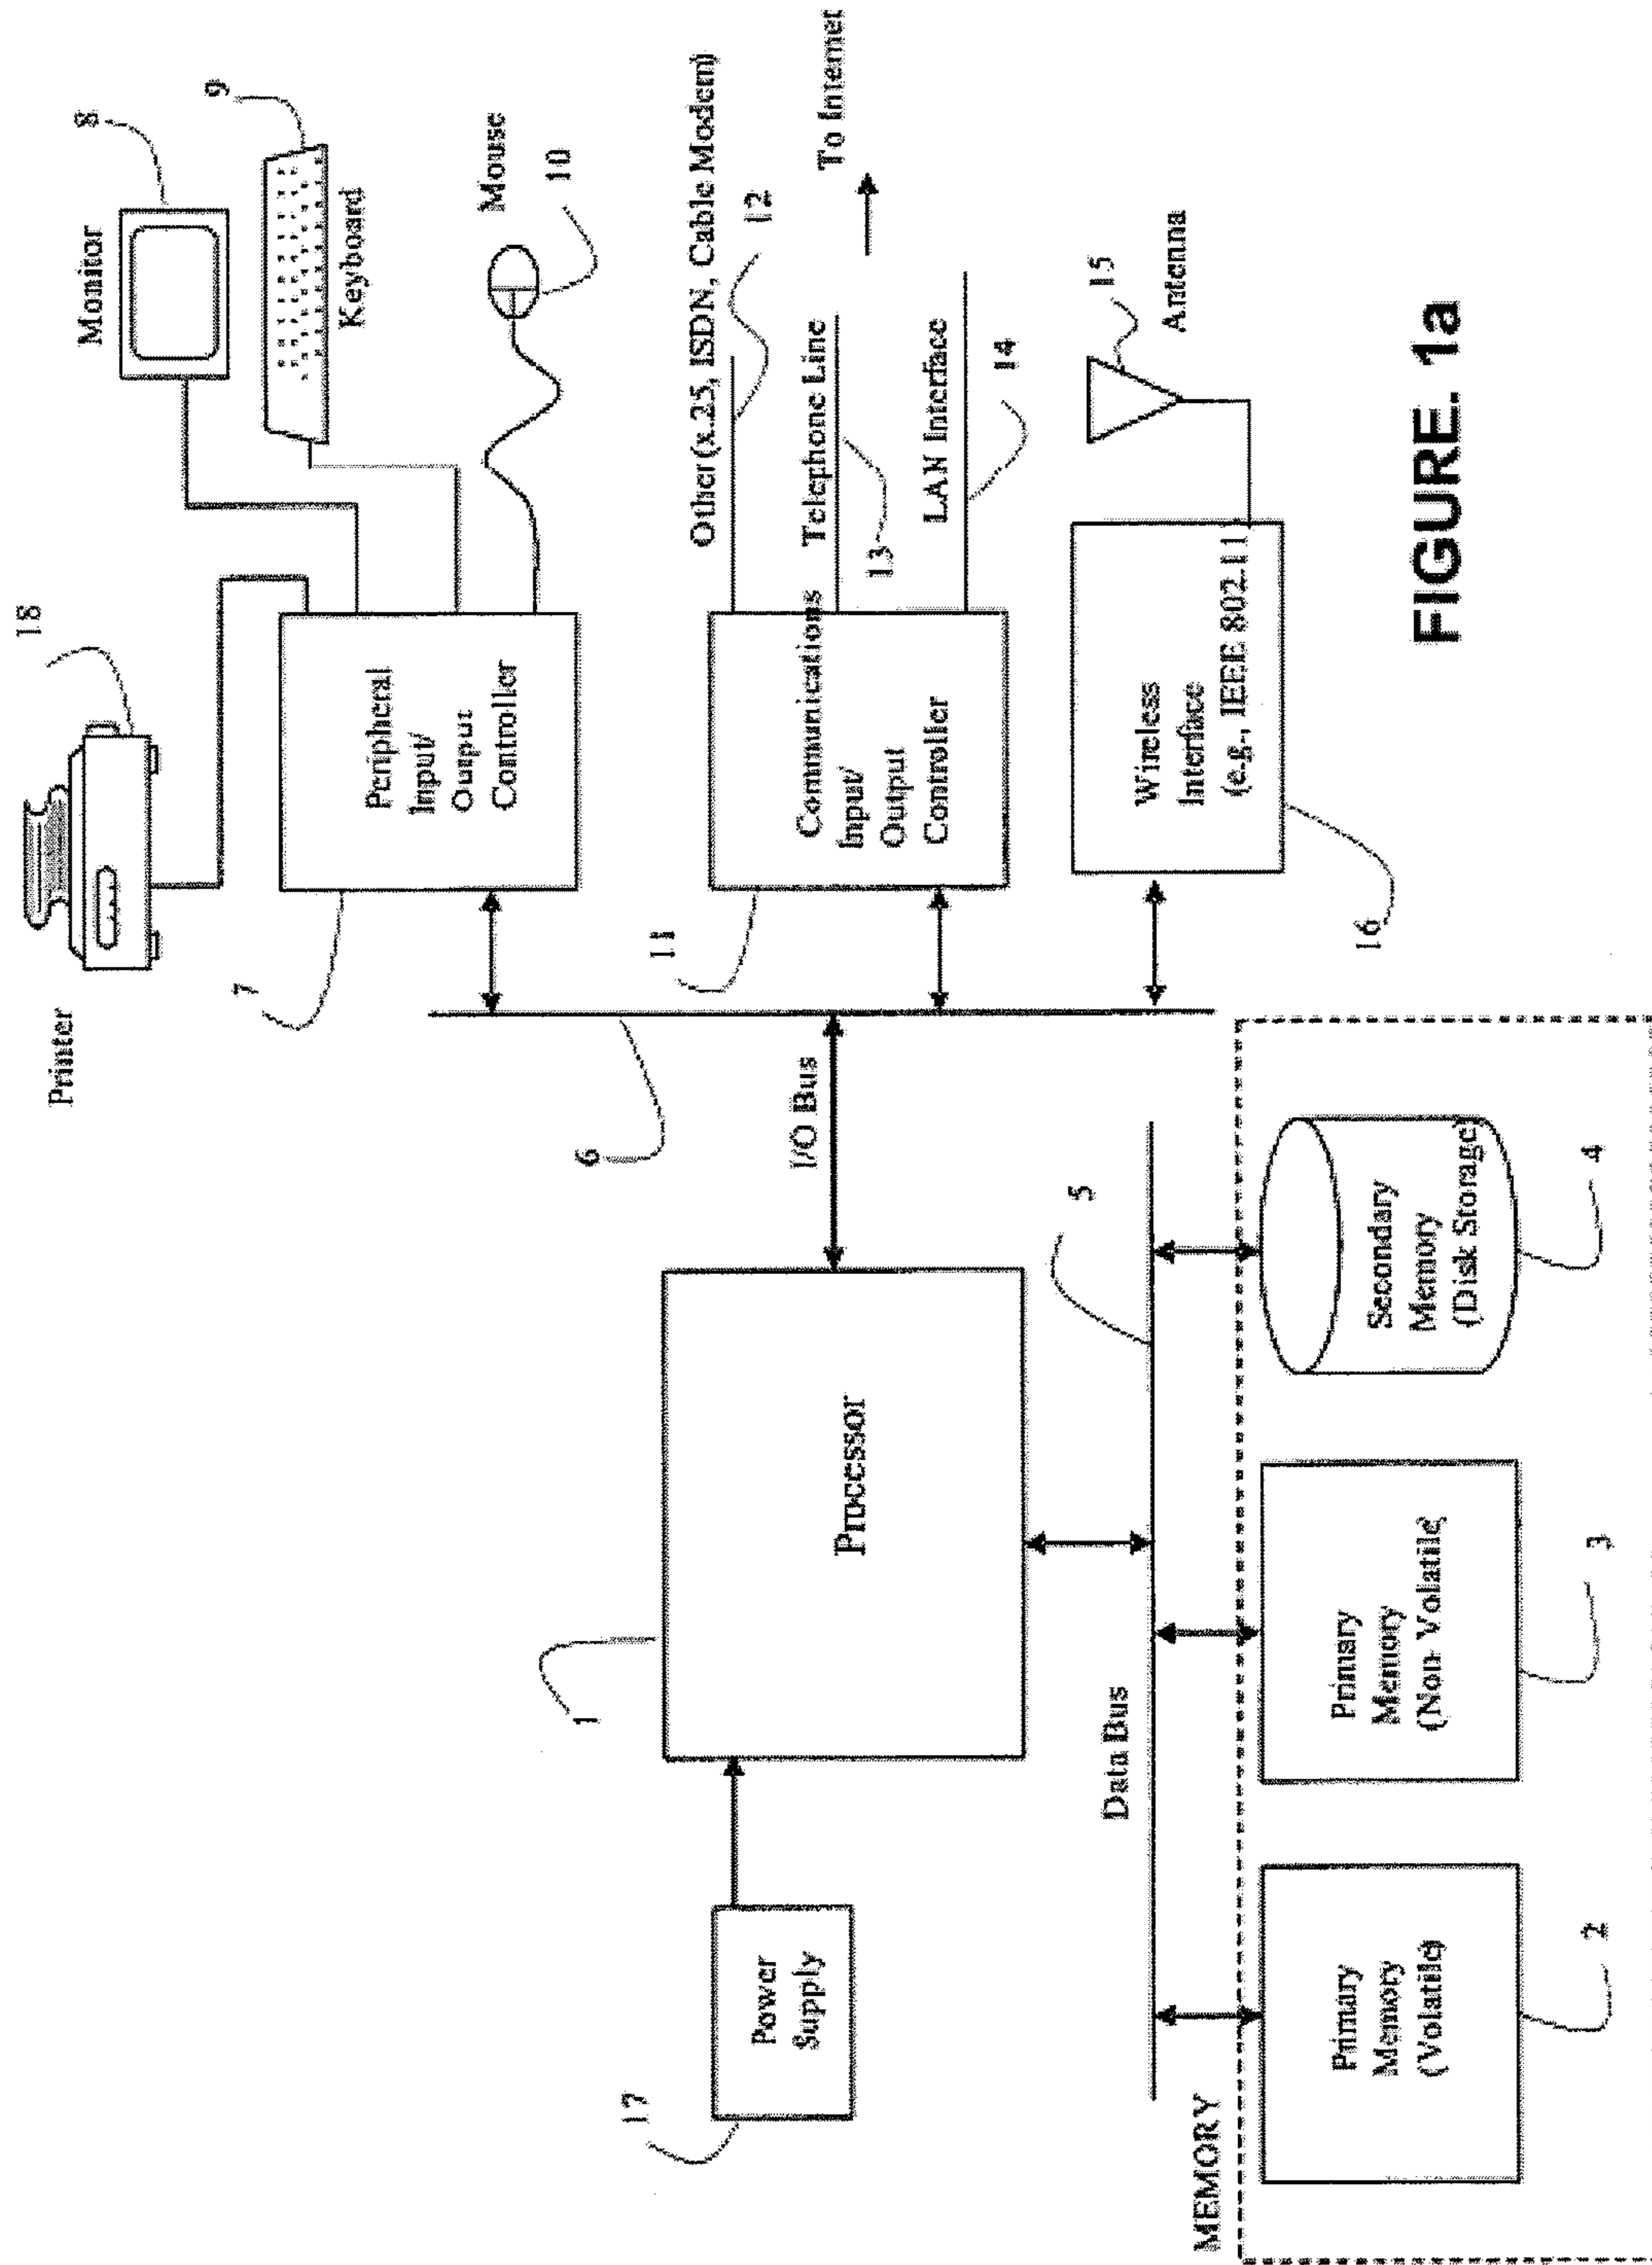 Printer
18
Monitor
8
9
Keyboard
Mouse
10
7
Peripheral
Input/
Output
Controller
Other (x.25, ISDN, Cable Modem)
12
Telephone Line
13
To Internet
LAN Interface
14
11
Communications
Input/
Output
Controller
15
Antenna
Wireless
Interface
(e.g., IEEE 802.11)
16
6
I/O Bus
1
Processor
17
Power
Supply
5
Data Bus
MEMORY
Primary
Memory
(Volatile)
2
Primary
Memory
(Non-Volatile)
3
Secondary
Memory
(Disk Storage)
4
FIGURE. 1a